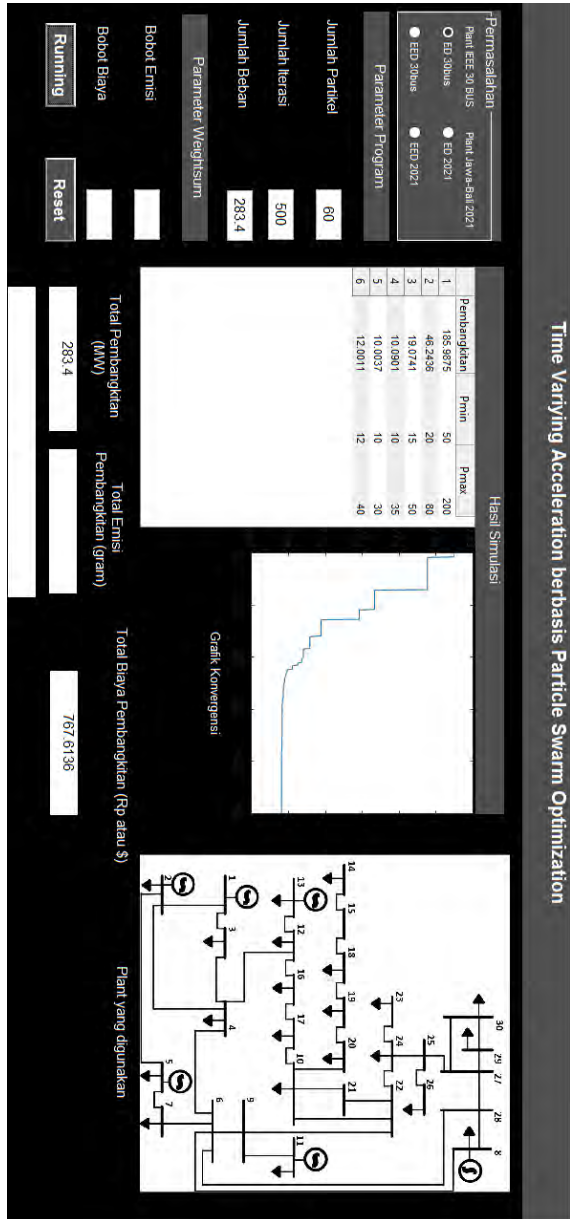 Time Variying Acceleration berbasis Particle Swarm Optimization
Permasalahan
Plant IEEE 30 BUS
Plant Jawa-Bali 2021
ED 30bus
ED 2021
EED 30bus
EED 2021
Parameter Program
Jumlah Partikel
60
Jumlah Iterasi
500
Jumlah Beban
283.4
Parameter Weightsum
Bobot Emisi
Bobot Biaya
Running
Reset
Hasil Simulasi
Pembangkitan Pmin Pmax
1 185.9875 50 200
2 46.2436 20 80
3 19.0741 15 50
4 10.0901 10 35
5 10.0037 10 30
6 12.0011 12 40
Grafik Konvergensi
Total Pembangkitan
(MW)
283.4
Total Emisi
Pembangkitan (gram)
Total Biaya Pembangkitan (Rp atau $)
767.6136
30
29
27
28
8
25
26
23
24
22
21
14
15
18
19
20
13
12
16
17
10
11
9
1
3
4
6
2
5
7
Plant yang digunakan